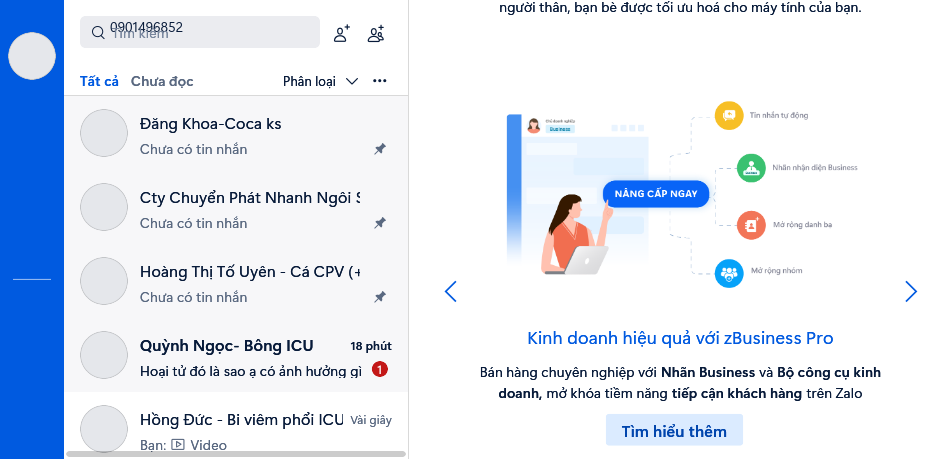 0901496852
Tìm kiếm
Tất cả Chưa đọc Phân loại
Đăng Khoa-Coca ks
Chưa có tin nhắn
Cty Chuyển Phát Nhanh Ngôi S
Chưa có tin nhắn
Hoàng Thị Tố Uyên - Cá CPV (+
Chưa có tin nhắn
Quỳnh Ngọc- Bông ICU 18 phút
Hoại tử đó là sao ạ có ảnh hưởng gì 1
Hồng Đức - Bi viêm phổi ICU Vài giây
Bạn: Video
người thân, bạn bè được tối ưu hoá cho máy tính của bạn.
Chủ doanh nghiệp
Business
Tin nhắn tự động
Nhãn nhận diện Business
NÂNG CẤP NGAY
Mở rộng danh bạ
Mở rộng nhóm
Kinh doanh hiệu quả với zBusiness Pro
Bán hàng chuyên nghiệp với Nhãn Business và Bộ công cụ kinh
doanh, mở khóa tiềm năng tiếp cận khách hàng trên Zalo
Tìm hiểu thêm